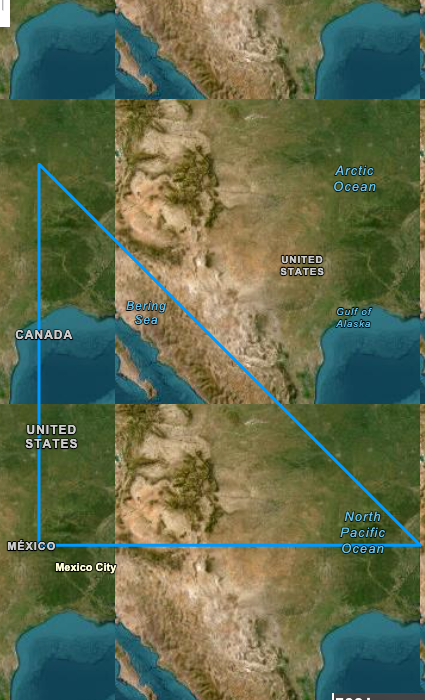 Arctic
Ocean
UNITED
STATES
Bering
Sea
Gulf of
Alaska
CANADA
UNITED
STATES
North
Pacific
Ocean
MÉXICO
Mexico City